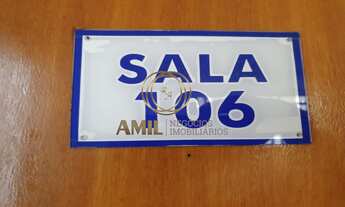 SALA
106
AMIL NEGÓCIOS
IMOBILIÁRIOS